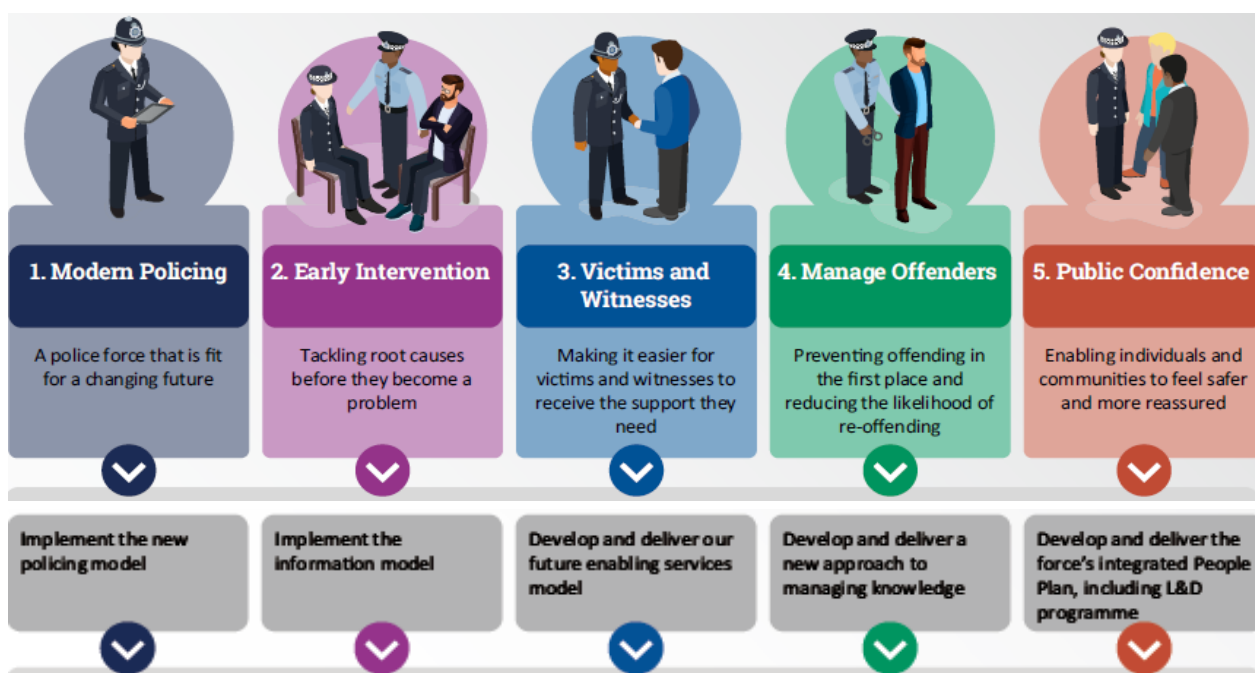 1. Modern Policing
A police force that is fit
for a changing future
2. Early Intervention
Tackling root causes
before they become a
problem
3. Victims and
Witnesses
Making it easier for
victims and witnesses to
receive the support they
need
4. Manage Offenders
Preventing offending in
the first place and
reducing the likelihood of
re-offending
5. Public Confidence
Enabling individuals and
communities to feel safer
and more reassured
Implement the new
policing model
Implement the
information model
Develop and deliver our
future enabling services
model
Develop and deliver a
new approach to
managing knowledge
Develop and deliver the
force's integrated People
Plan, including L&D
programme